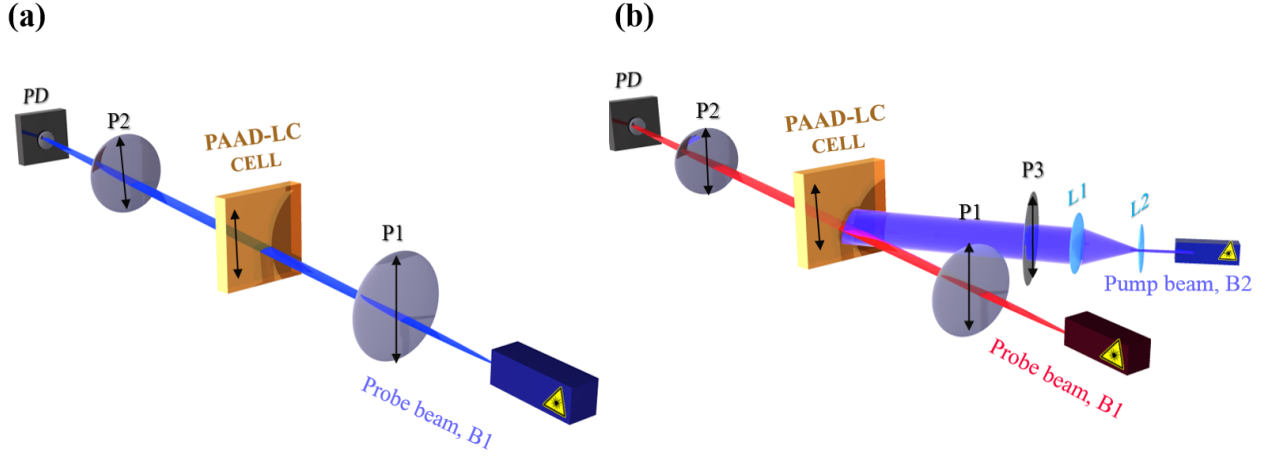 (a)
PD
P2
PAAD-LC
CELL
P1
Probe beam, B1
(b)
PD
P2
PAAD-LC
CELL
P3
P1
L1
L2
Pump beam, B2
Probe beam, B1